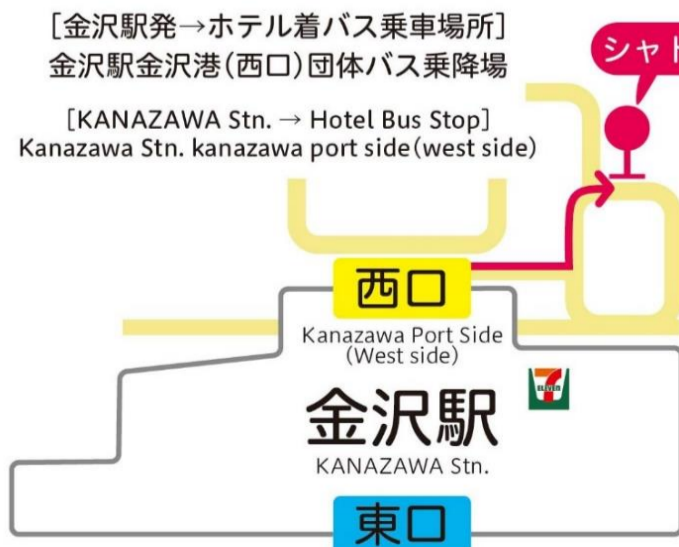 [金沢駅発→ホテル着バス乗車場所]
金沢駅金沢港(西口)団体バス乗降場
シャト
[KANAZAWA Stn. → Hotel Bus Stop]
Kanazawa Stn. kanazawa port side(west side)
西口
Kanazawa Port Side
(West side)
7
ELEVEN
金沢駅
KANAZAWA Stn.
東口